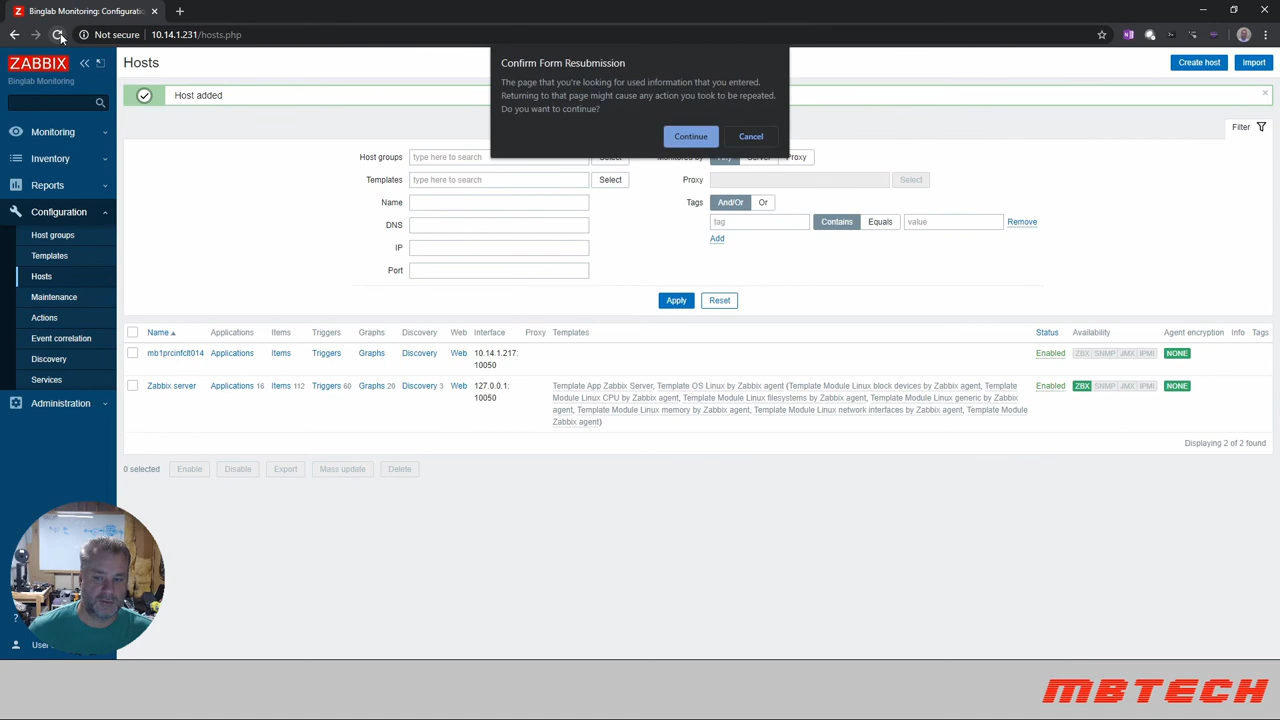 Binglab Monitoring: Configuratio
Not secure
10.14.1.231/hosts.php
ZABBIX
Binglab Monitoring
Monitoring
Inventory
Reports
Configuration
Host groups
Templates
Hosts
Maintenance
Actions
Event correlation
Discovery
Services
Administration
?
User
Hosts
Create host
Import
Host added
Confirm Form Resubmission
The page that you're looking for used information that you entered.
Returning to that page might cause any action you took to be repeated.
Do you want to continue?
Continue
Cancel
Filter
Host groups type here to search Select
Templates type here to search Select
Name
DNS
IP
Port
Proxy
Proxy Select
Tags And/Or Or
tag Contains Equals value Remove
Add
Apply Reset
Name Applications Items Triggers Graphs Discovery Web Interface Proxy Templates Status Availability Agent encryption Info Tags
mb1prcinfclt014 Applications Items Triggers Graphs Discovery Web 10.14.1.217: Enabled ZBX SNMP JMX IPMI NONE
10050
Zabbix server Applications 16 Items 112 Triggers 60 Graphs 20 Discovery 3 Web 127.0.0.1: Template App Zabbix Server, Template OS Linux by Zabbix agent (Template Module Linux block devices by Zabbix agent, Template Enabled ZBX SNMP JMX IPMI NONE
10050 Module Linux CPU by Zabbix agent, Template Module Linux filesystems by Zabbix agent, Template Module Linux generic by Zabbix
agent, Template Module Linux memory by Zabbix agent, Template Module Linux network interfaces by Zabbix agent, Template Module
Zabbix agent)
Displaying 2 of 2 found
0 selected Enable Disable Export Mass update Delete
MBTECH